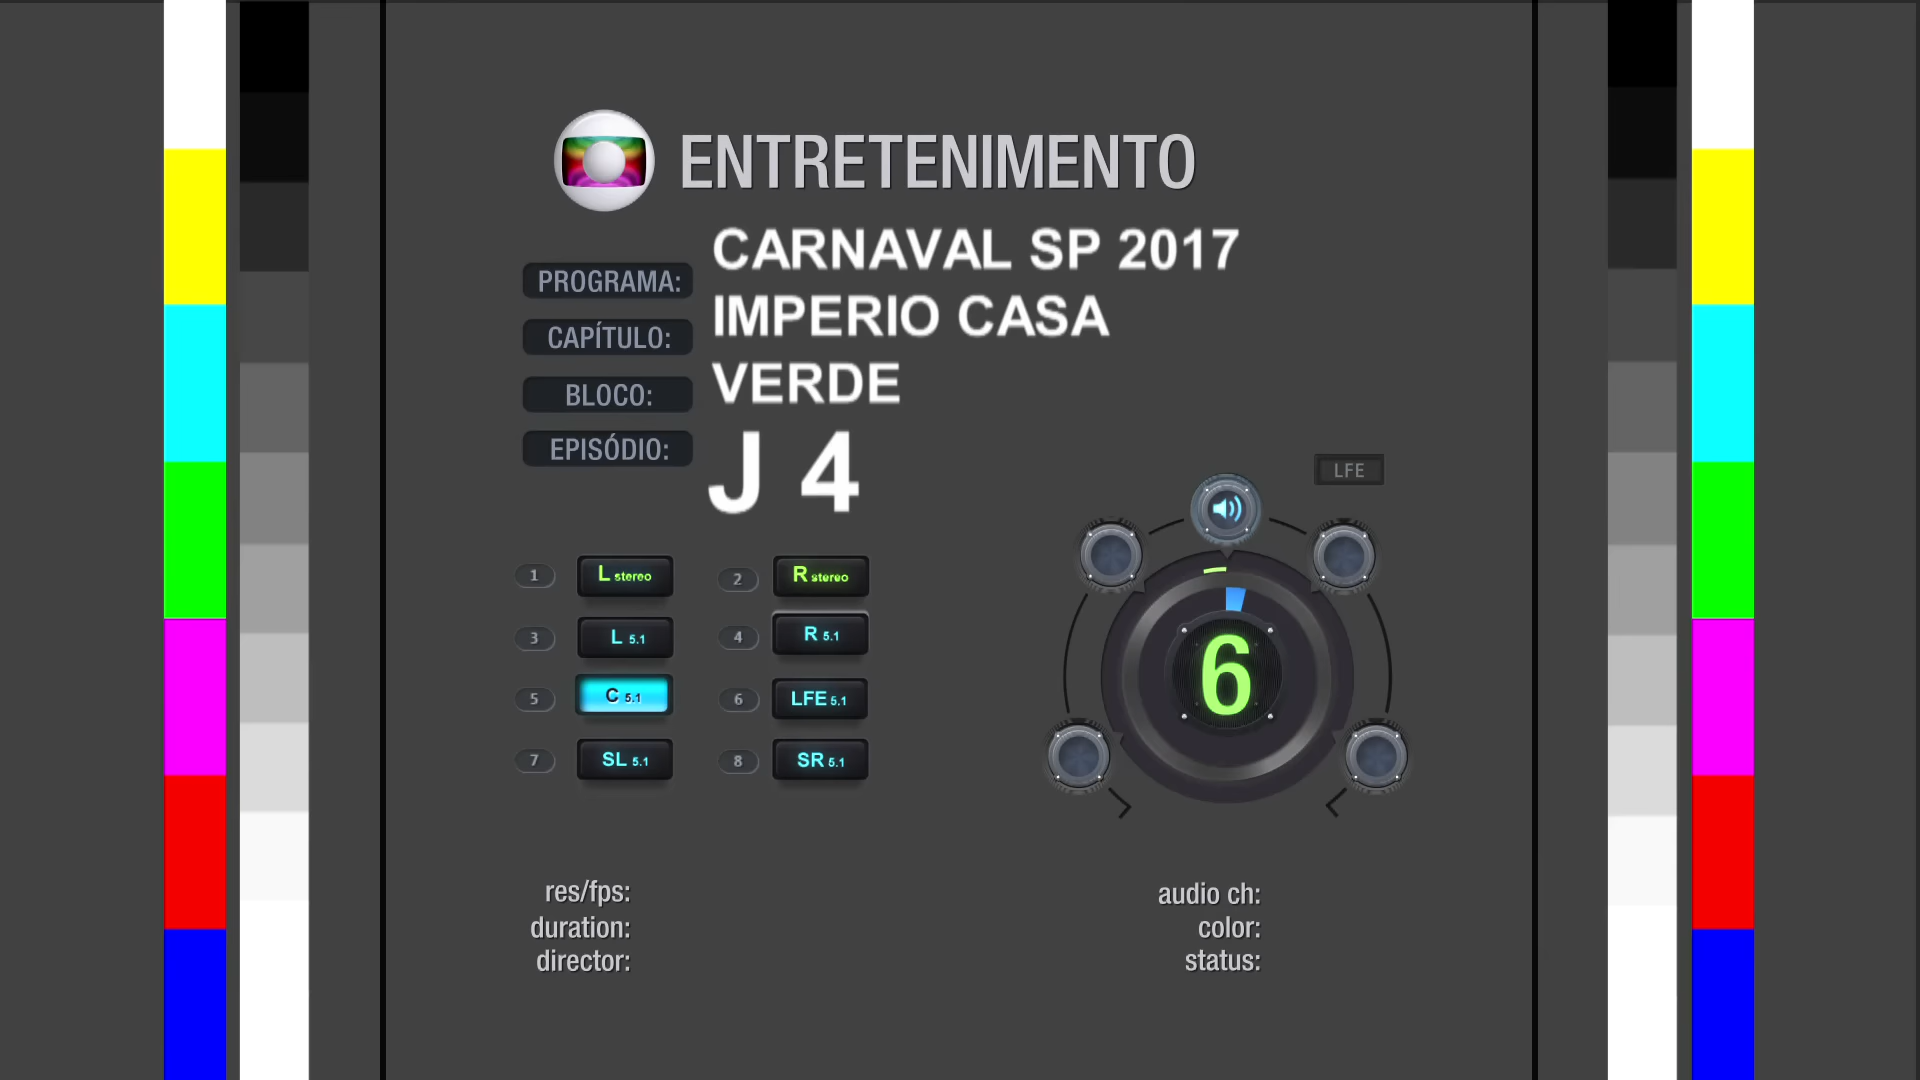 ENTRETENIMENTO
PROGRAMA: CARNAVAL SP 2017
CAPÍTULO: IMPERIO CASA
BLOCO: VERDE
EPISÓDIO: J 4
LFE
1 L stereo 2 R stereo
3 L 5.1 4 R 5.1
5 C 5.1 6 LFE 5.1
7 SL 5.1 8 SR 5.1
6
res/fps:
duration:
director:
audio ch:
color:
status: